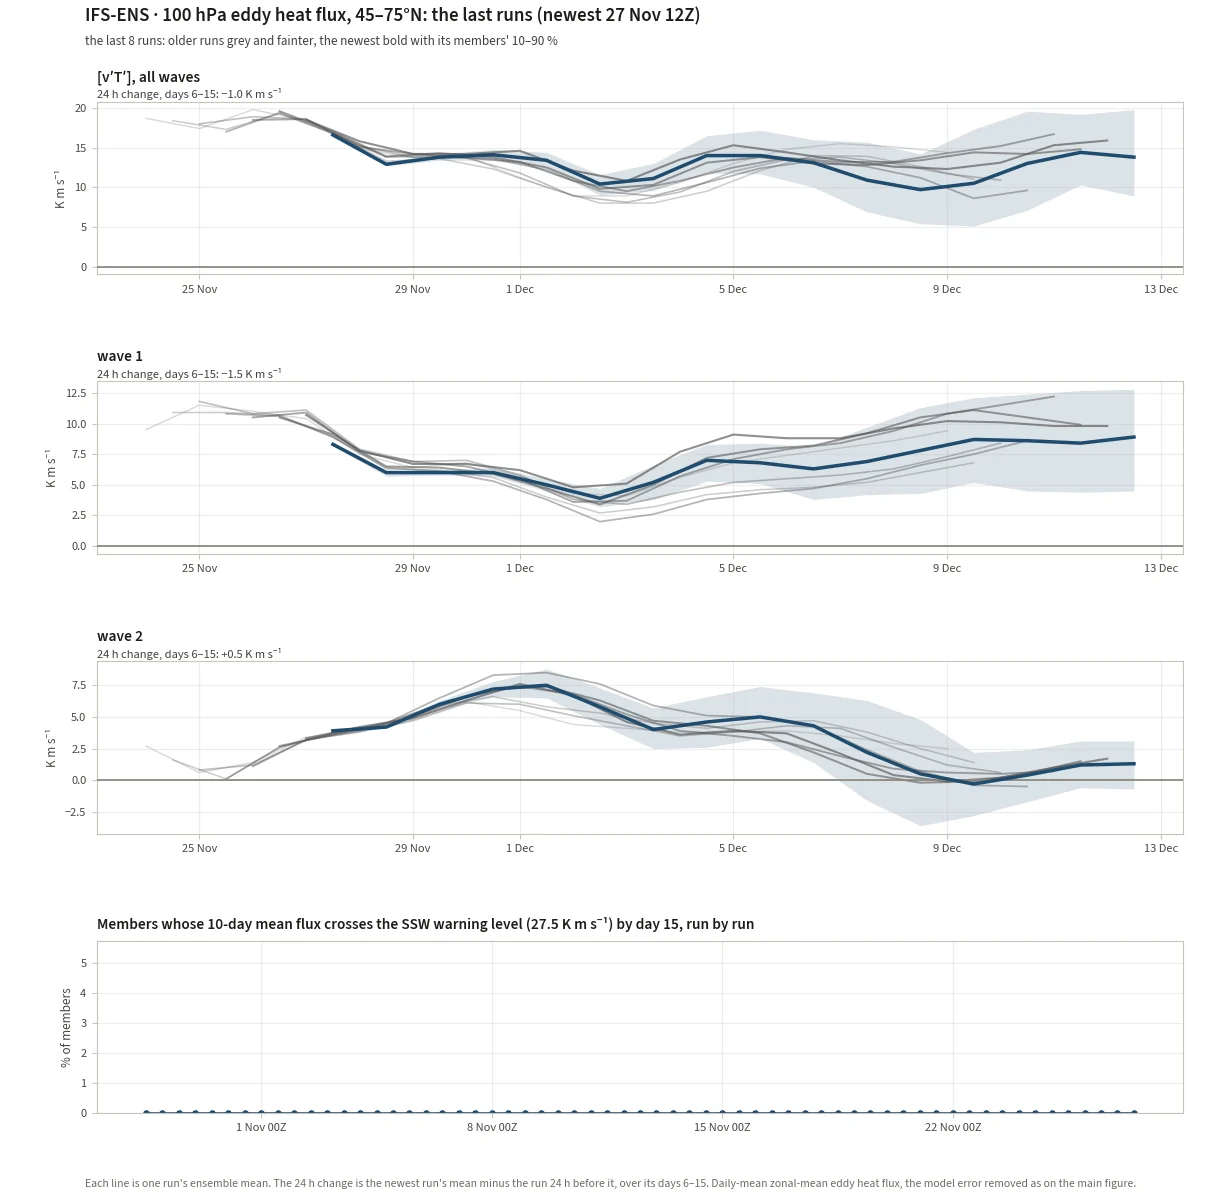 IFS-ENS · 100 hPa eddy heat flux, 45–75°N: the last runs (newest 27 Nov 12Z)
the last 8 runs: older runs grey and fainter, the newest bold with its members' 10–90 %
[v′T′], all waves
24 h change, days 6–15: −1.0 K m s⁻¹
20
15
10
5
0
K m s⁻¹
25 Nov
29 Nov
1 Dec
5 Dec
9 Dec
13 Dec
wave 1
24 h change, days 6–15: −1.5 K m s⁻¹
12.5
10.0
7.5
5.0
2.5
0.0
K m s⁻¹
25 Nov
29 Nov
1 Dec
5 Dec
9 Dec
13 Dec
wave 2
24 h change, days 6–15: +0.5 K m s⁻¹
7.5
5.0
2.5
0.0
−2.5
K m s⁻¹
25 Nov
29 Nov
1 Dec
5 Dec
9 Dec
13 Dec
Members whose 10-day mean flux crosses the SSW warning level (27.5 K m s⁻¹) by day 15, run by run
5
4
3
2
1
0
% of members
1 Nov 00Z
8 Nov 00Z
15 Nov 00Z
22 Nov 00Z
Each line is one run's ensemble mean. The 24 h change is the newest run's mean minus the run 24 h before it, over its days 6–15. Daily-mean zonal-mean eddy heat flux, the model error removed as on the main figure.